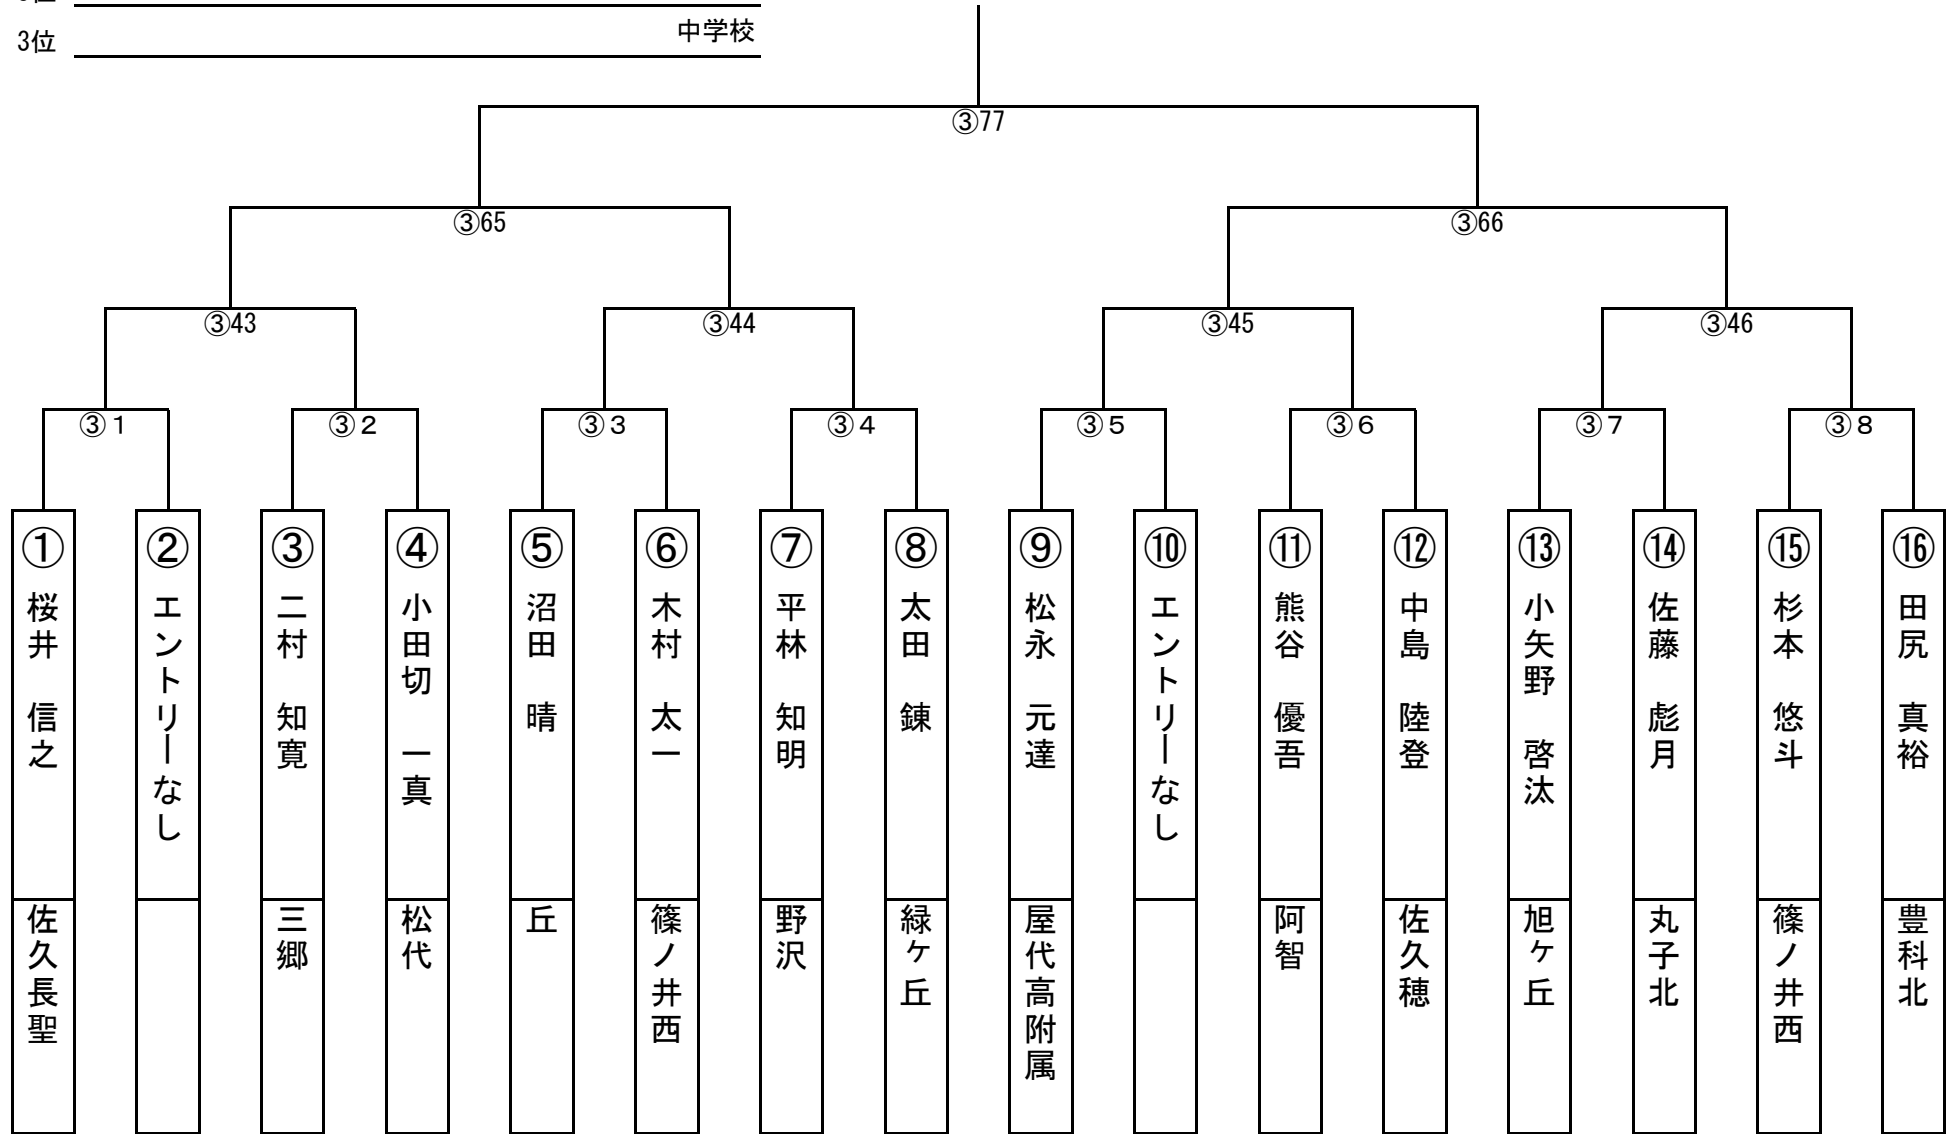 3位
中学校
③77
③65
③66
③43
③44
③45
③46
③１
③２
③３
③４
③５
③６
③７
③８
①
桜井　信之
佐久長聖
②
エントリーなし
③
二村　知寛
三郷
④
小田切　一真
松代
⑤
沼田　晴
丘
⑥
木村　太一
篠ノ井西
⑦
平林　知明
野沢
⑧
太田　錬
緑ケ丘
⑨
松永　元達
屋代高附属
⑩
エントリーなし
⑪
熊谷　優吾
阿智
⑫
中島　陸登
佐久穂
⑬
小矢野　啓汰
旭ケ丘
⑭
佐藤　彪月
丸子北
⑮
杉本　悠斗
篠ノ井西
⑯
田尻　真裕
豊科北